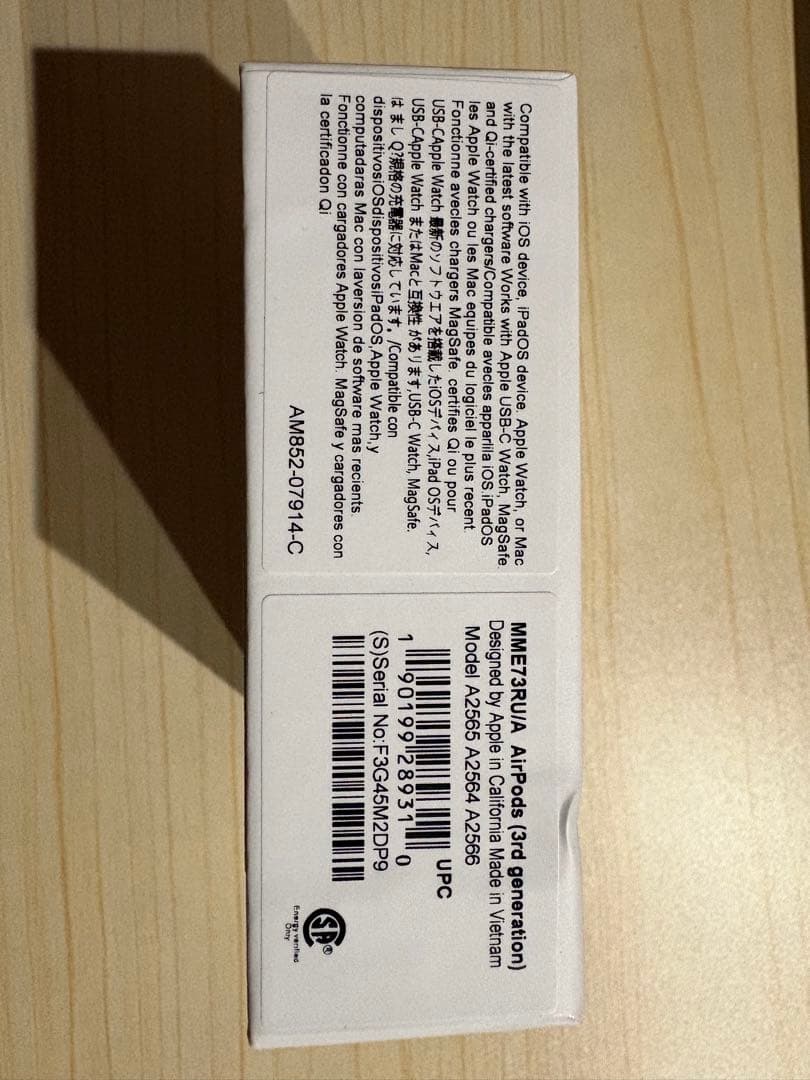 Compatible with iOS device, iPadOS device, Apple Watch, or Mac
with the latest software Works with Apple USB-C Watch, MagSafe
and Qi-certified chargers/Compatible avecles apparlila iOS.iPadOS
les Apple Watch ou les Mac equipes du logiciel le plus recent
Fonctionne avecles chargers MagSafe. certifies Qi ou pour
USB-CApple Watch 最新のソフトウエアを搭載したiOSデバィス,iPad OSデバィス,
USB-CApple Watch またはMacと互換性 があります,USB-C Watch, MagSafe.
は まし Q?規格の充電器に対応しています。/Compatible con
dispositivosiOSdispositivosiPadOS,Apple Watch,y
computadaras Mac con laversion de software mas recients.
Fonctionne con cargadores Apple Watch. MagSafe y cargadores con
la certificadon Qi
AM852-07914-C
MME73RU/A AirPods (3rd generation)
Designed by Apple in California Made in Vietnam
Model A2565 A2564 A2566
UPC
1 90199 28931 0
(S)Serial No:F3G45M2DP9
SA®
Energy verified
Only